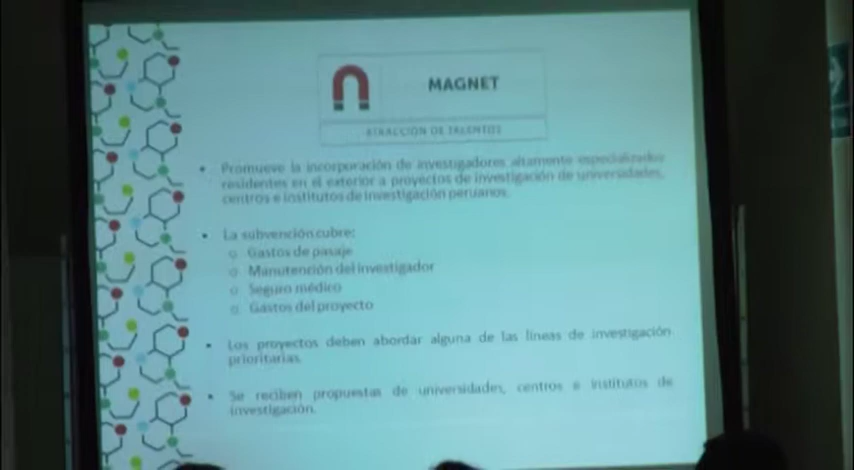 MAGNET
ATRACCIÓN DE TALENTOS
• Promueve la incorporación de investigadores altamente especializados
residentes en el exterior a proyectos de investigación de universidades,
centros e institutos de investigación peruanos.
• La subvención cubre:
o Gastos de pasaje
o Manutención del investigador
o Seguro médico
o Gastos del proyecto
• Los proyectos deben abordar alguna de las líneas de investigación
prioritarias.
• Se reciben propuestas de universidades, centros e institutos de
investigación.